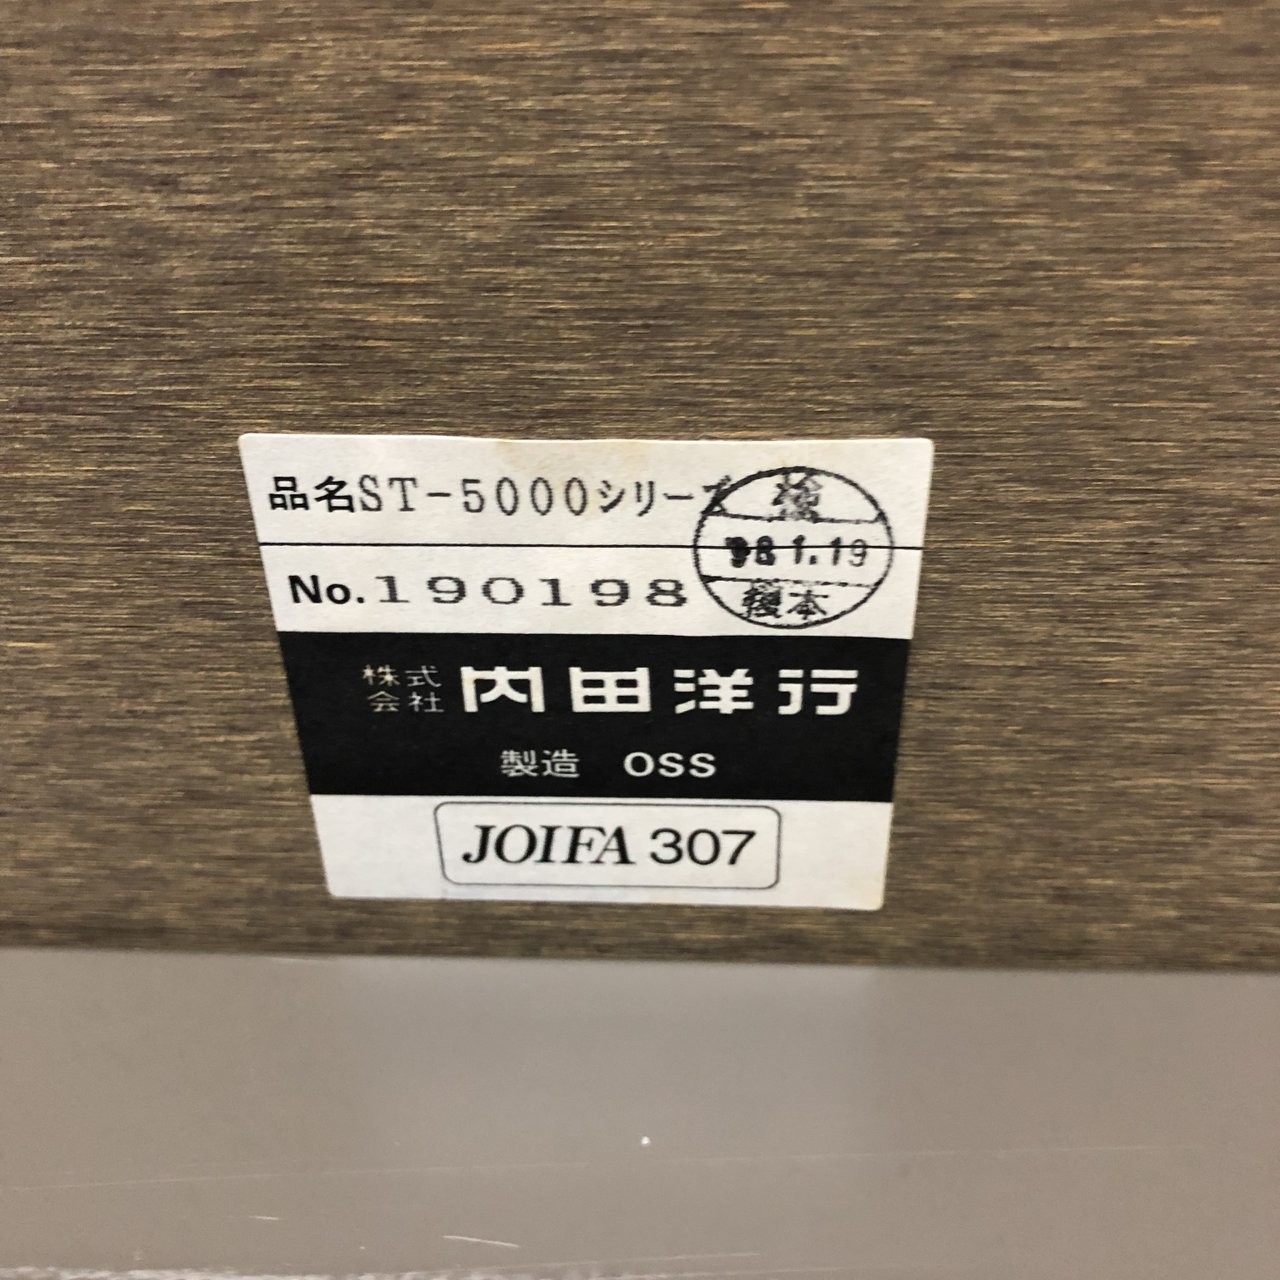 品名ST-5000シリーズ
検
'98 1.19
榎本
No.190198
株式会社 内田洋行
製造 OSS
JOIFA 307